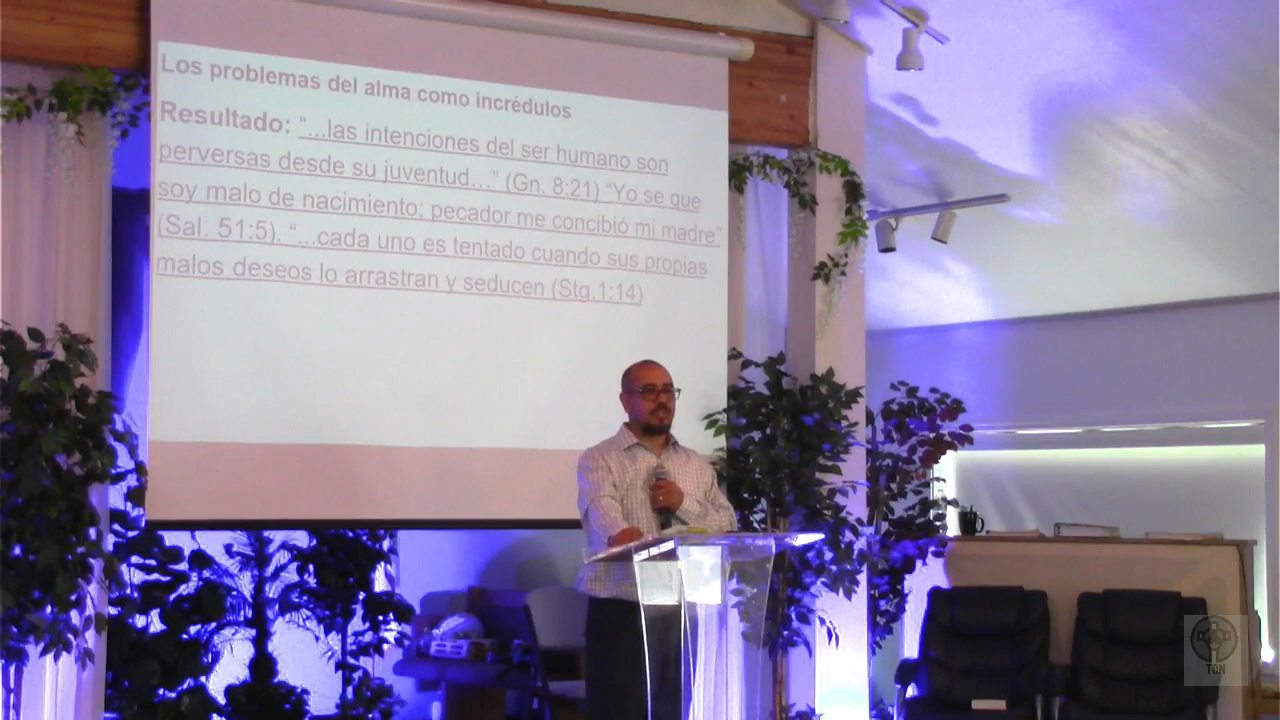 Los problemas del alma como incrédulos
Resultado: “...las intenciones del ser humano son
perversas desde su juventud…” (Gn. 8:21) “Yo se que
soy malo de nacimiento; pecador me concibió mi madre”
(Sal. 51:5). “...cada uno es tentado cuando sus propias
malos deseos lo arrastran y seducen (Stg.1:14)
TCN